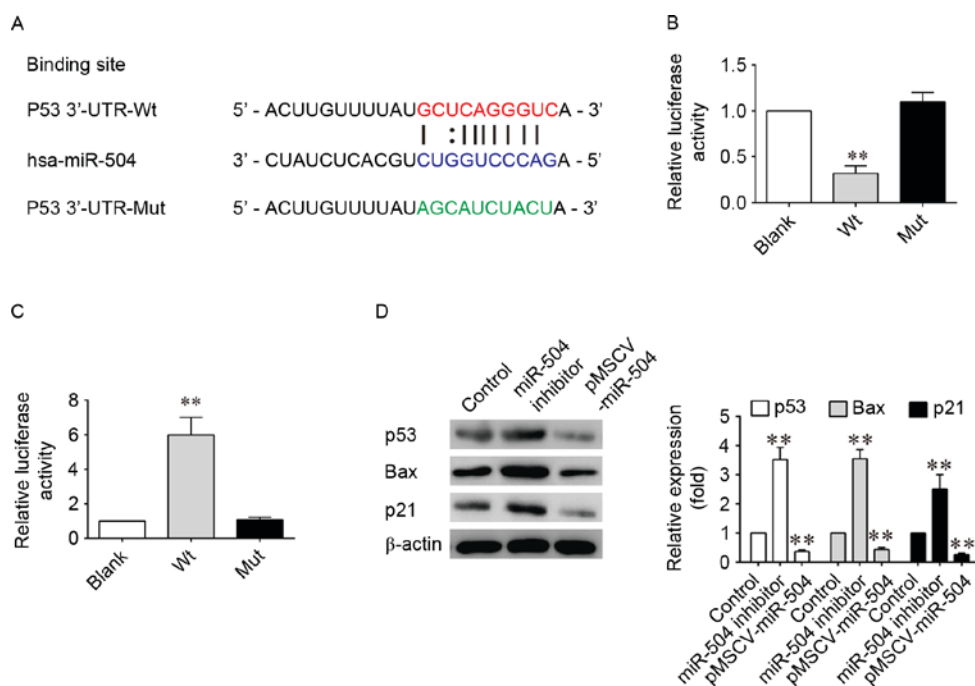 A
Binding site
P53 3'-UTR-Wt 5' - ACUUGUUUUAUGCUCAGGGUCA - 3'
hsa-miR-504 3' - CUAUCUCACGUCUGGUCCCAGA - 5'
P53 3'-UTR-Mut 5' - ACUUGUUUUAUAGCAUCUACUA - 3'
B
Relative luciferase
activity
1.5
1.0
0.5
0.0
**
Blank
Wt
Mut
C
Relative luciferase
activity
8
6
4
2
0
**
Blank
Wt
Mut
D
Control
miR-504
inhibitor
pMSCV
-miR-504
p53
Bax
p21
β-actin
p53 Bax p21
Relative expression
(fold)
5
4
3
2
1
0
**
**
**
**
**
**
Control
miR-504 inhibitor
pMSCV-miR-504
Control
miR-504 inhibitor
pMSCV-miR-504
Control
miR-504 inhibitor
pMSCV-miR-504